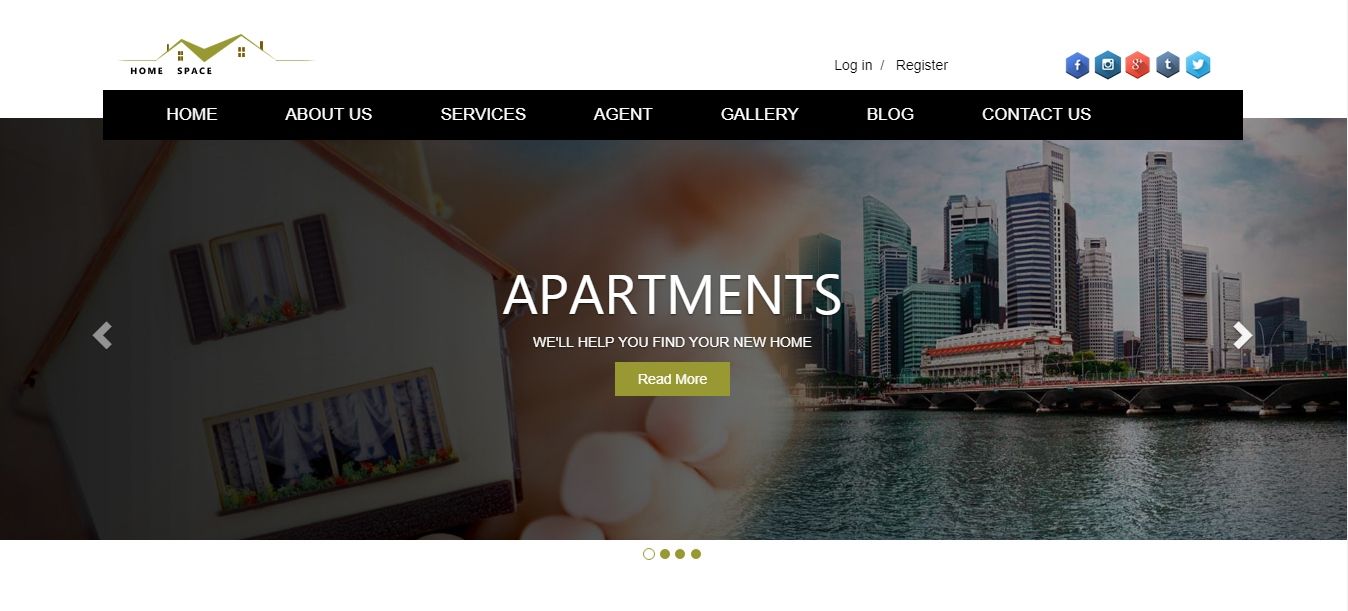 HOME SPACE
Log in / Register
f g+ t
HOME ABOUT US SERVICES AGENT GALLERY BLOG CONTACT US
APARTMENTS
WE'LL HELP YOU FIND YOUR NEW HOME
Read More